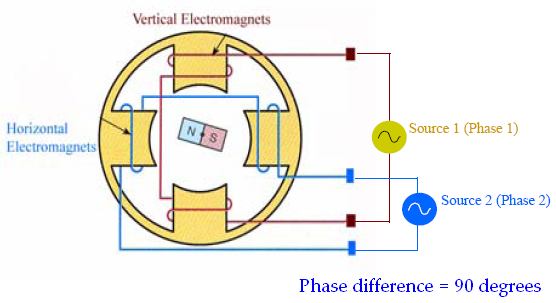 Vertical Electromagnets
Horizontal
Electromagnets
N
S
Source 1 (Phase 1)
Source 2 (Phase 2)
Phase difference = 90 degrees